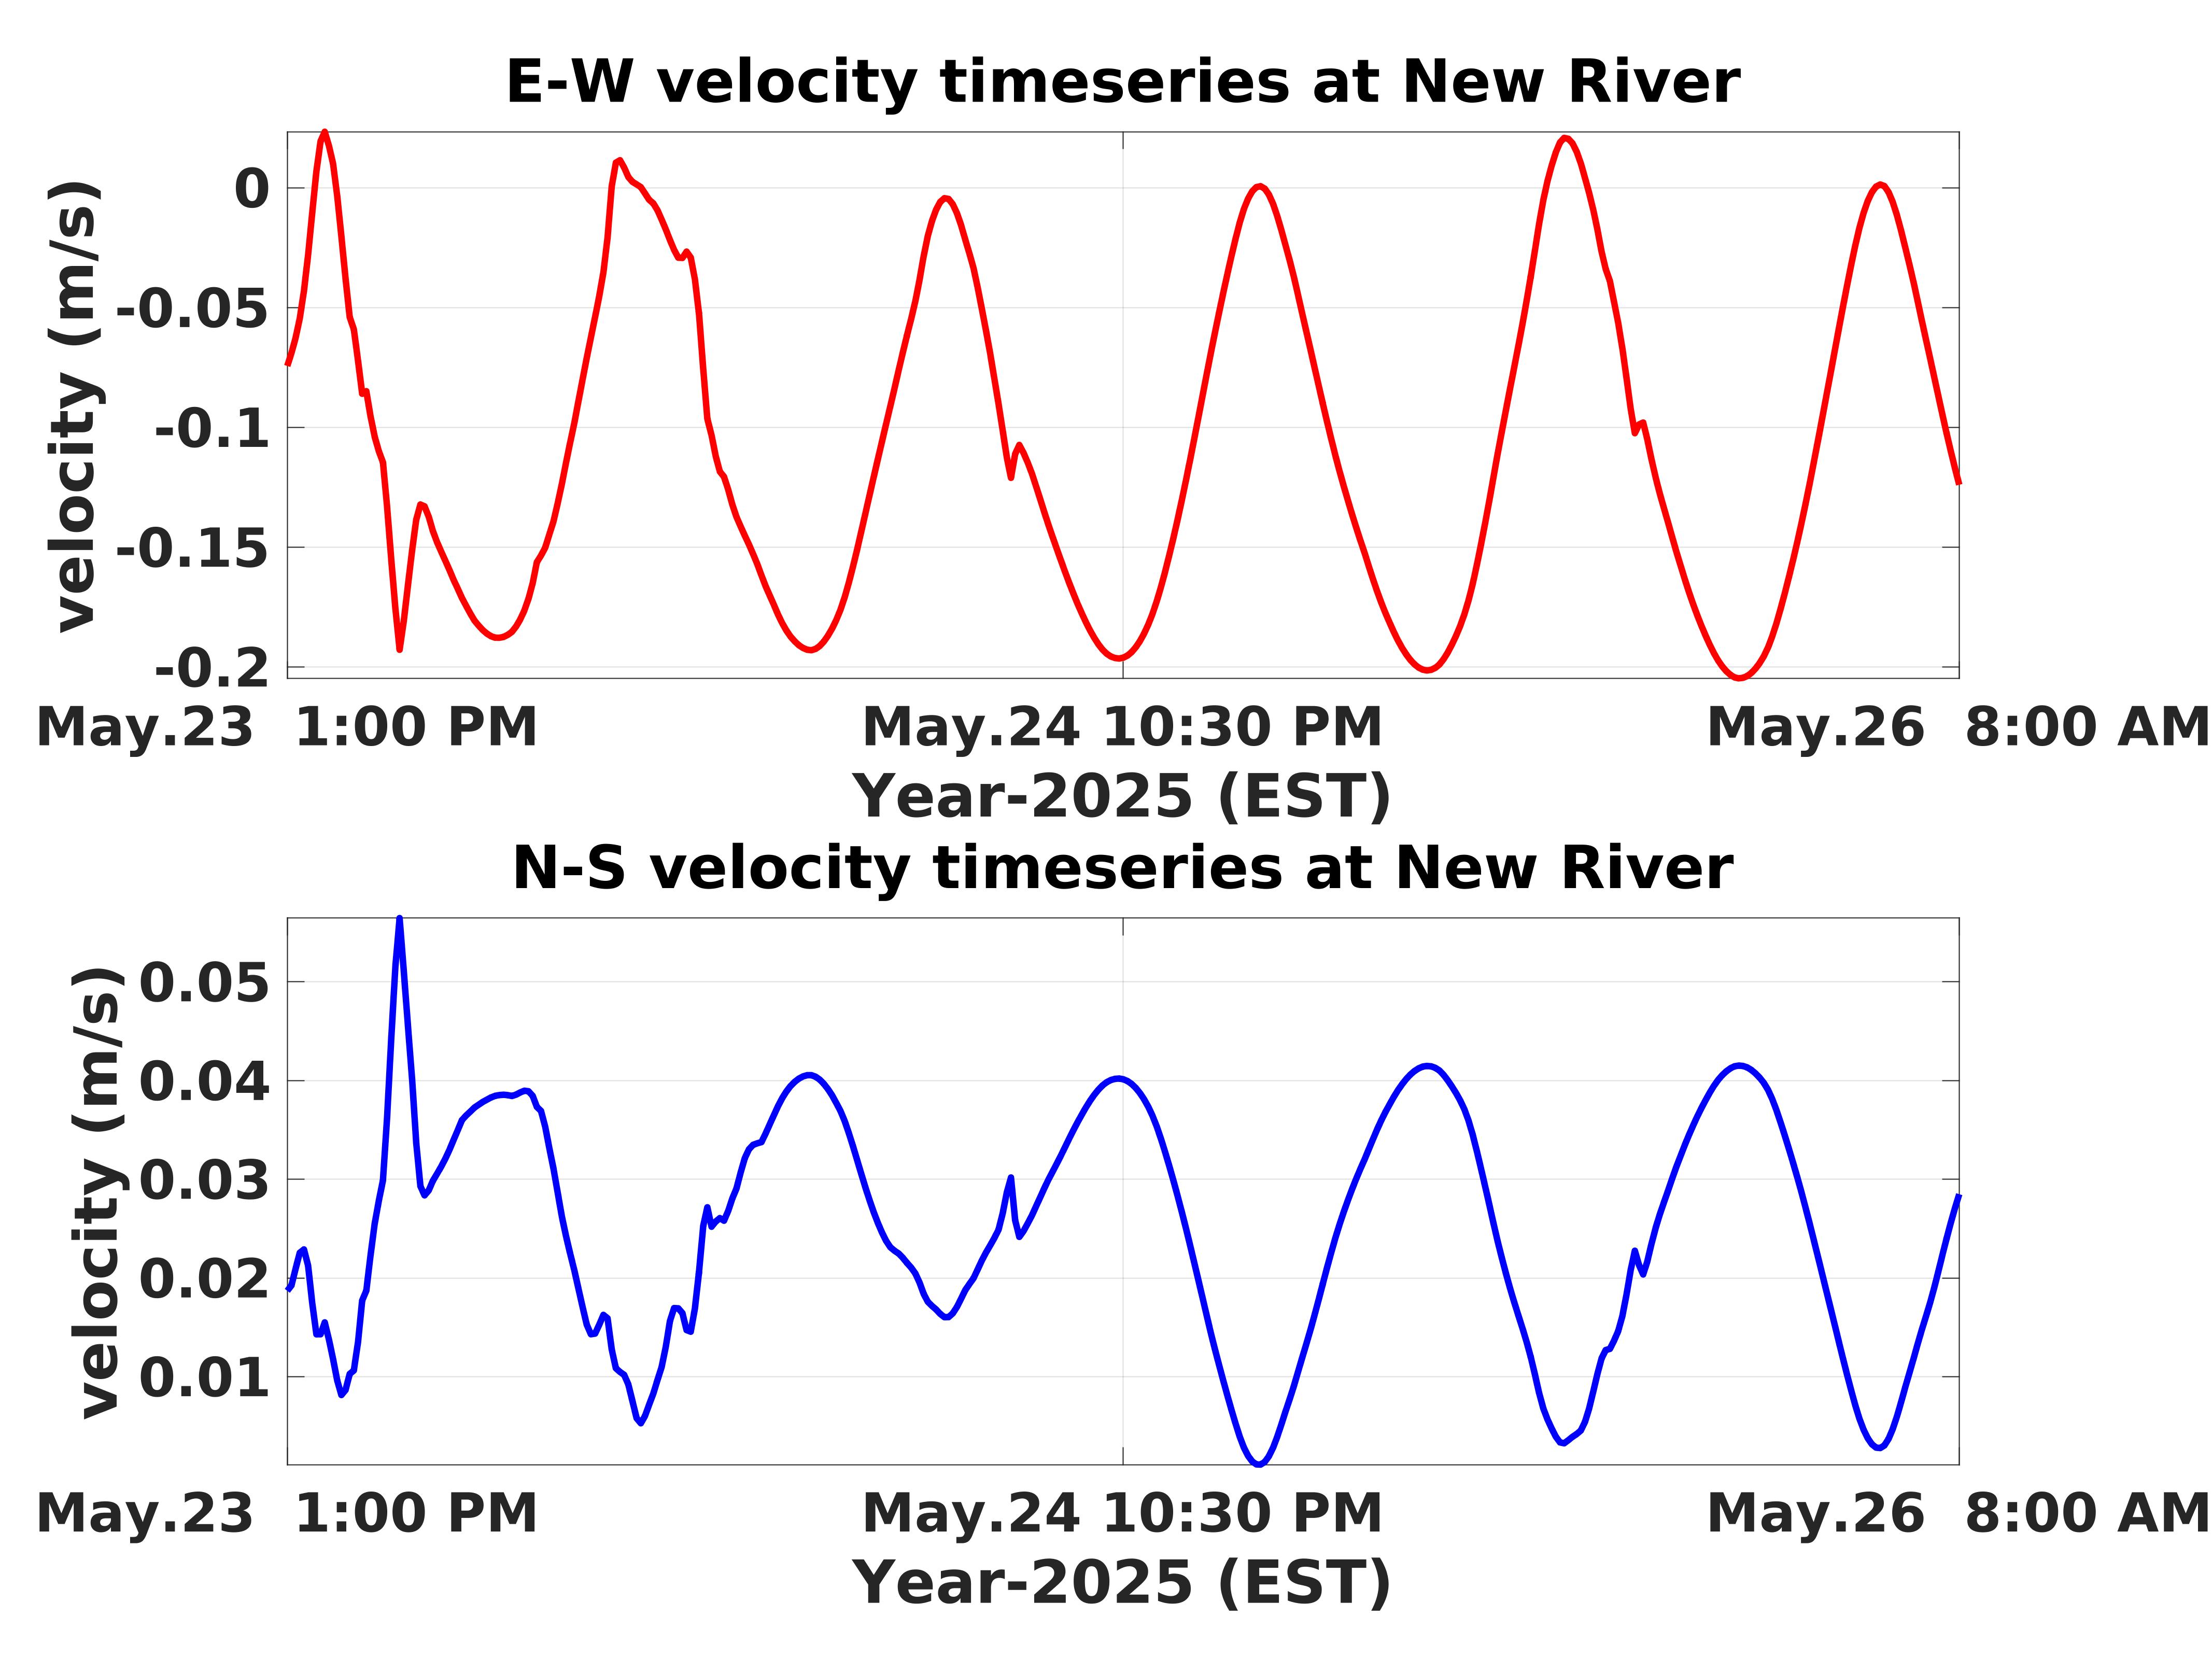 E-W velocity timeseries at New River
velocity (m/s)
0
-0.05
-0.1
-0.15
-0.2
May.23  1:00 PM
May.24 10:30 PM
May.26  8:00 AM
Year-2025 (EST)
N-S velocity timeseries at New River
velocity (m/s)
0.05
0.04
0.03
0.02
0.01
May.23  1:00 PM
May.24 10:30 PM
May.26  8:00 AM
Year-2025 (EST)